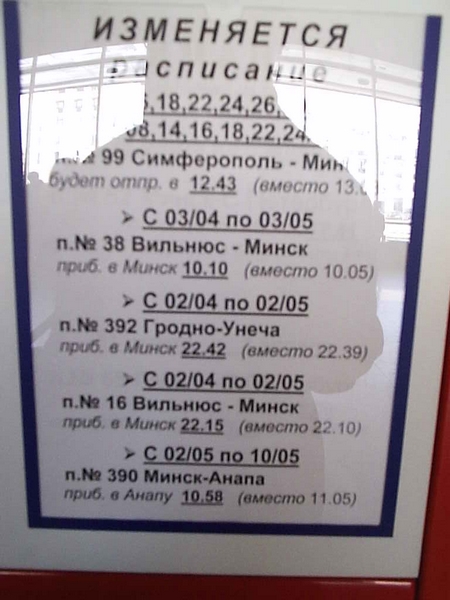 ИЗМЕНЯЕТСЯ
расписание
,18,22,24,26,
08,14,16,18,22,24
99 Симферополь - Мин
будет отпр. в 12.43 (вместо 13.
➤ С 03/04 по 03/05
п.№ 38 Вильнюс - Минск
приб. в Минск 10.10 (вместо 10.05)
➤ С 02/04 по 02/05
п.№ 392 Гродно-Унеча
приб. в Минск 22.42 (вместо 22.39)
➤ С 02/04 по 02/05
п.№ 16 Вильнюс - Минск
приб. в Минск 22.15 (вместо 22.10)
➤ С 02/05 по 10/05
п.№ 390 Минск-Анапа
приб. в Анапу 10.58 (вместо 11.05)